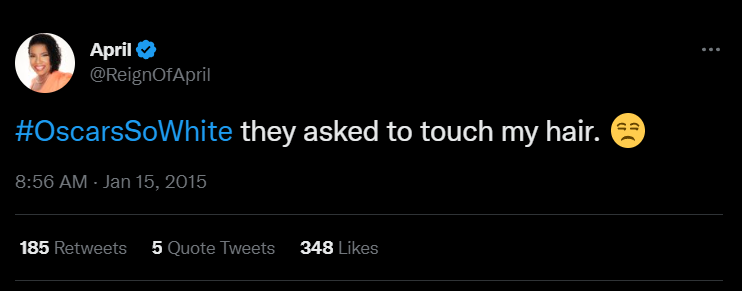 April
@ReignOfApril
#OscarsSoWhite they asked to touch my hair. 😒
8:56 AM · Jan 15, 2015
185 Retweets 5 Quote Tweets 348 Likes